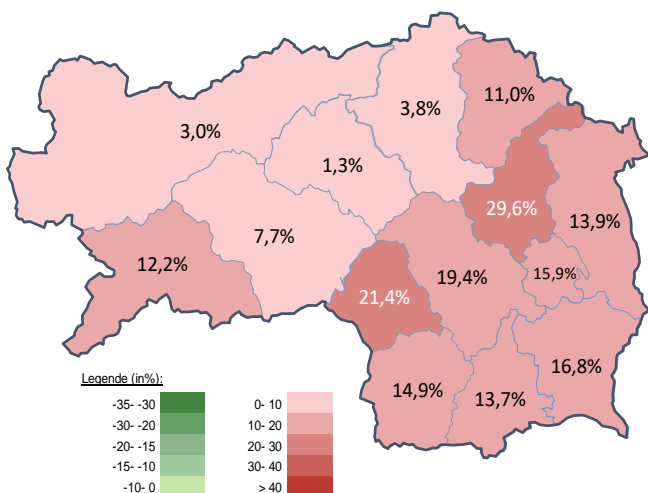 11,0%
3,8%
3,0%
1,3%
29,6%
13,9%
7,7%
12,2%
19,4%
15,9%
21,4%
16,8%
14,9%
13,7%
Legende (in%):
-35- -30 0- 10
-30- -20 10- 20
-20- -15 20- 30
-15- -10 30- 40
-10- 0 > 40